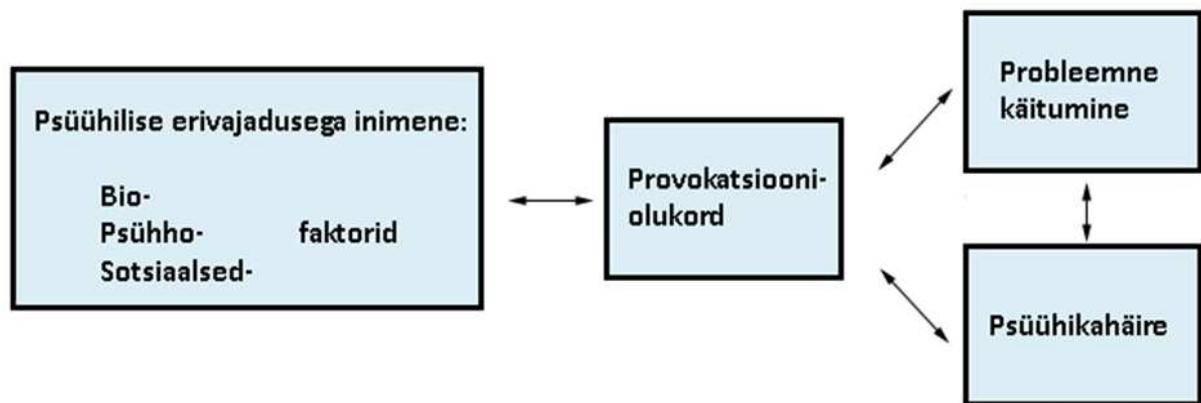 Psüühilise erivajadusega inimene:
Bio-
Psühho- faktorid
Sotsiaalsed-
Provokatsiooni-
olukord
Probleemne
käitumine
Psüühikahäire